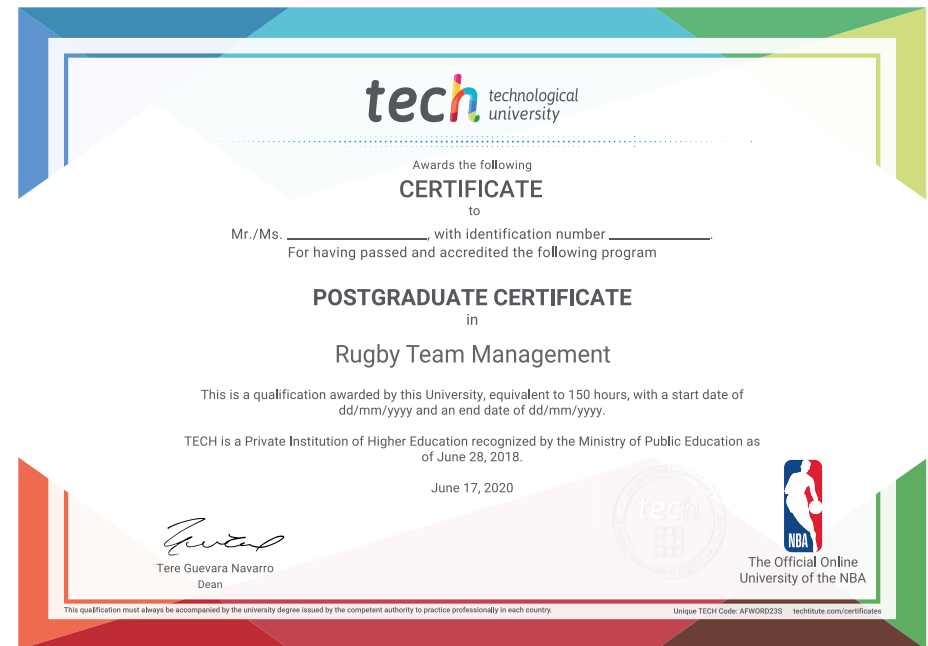 tech technological
university
Awards the following
CERTIFICATE
to
Mr./Ms. ____________________, with identification number ______________.
For having passed and accredited the following program
POSTGRADUATE CERTIFICATE
in
Rugby Team Management
This is a qualification awarded by this University, equivalent to 150 hours, with a start date of
dd/mm/yyyy and an end date of dd/mm/yyyy.
TECH is a Private Institution of Higher Education recognized by the Ministry of Public Education as
of June 28, 2018.
June 17, 2020
tech
NBA
Tere Guevara Navarro
Dean
The Official Online
University of the NBA
This qualification must always be accompanied by the university degree issued by the competent authority to practice professionally in each country.
Unique TECH Code: AFWORD23S techtitute.com/certificates